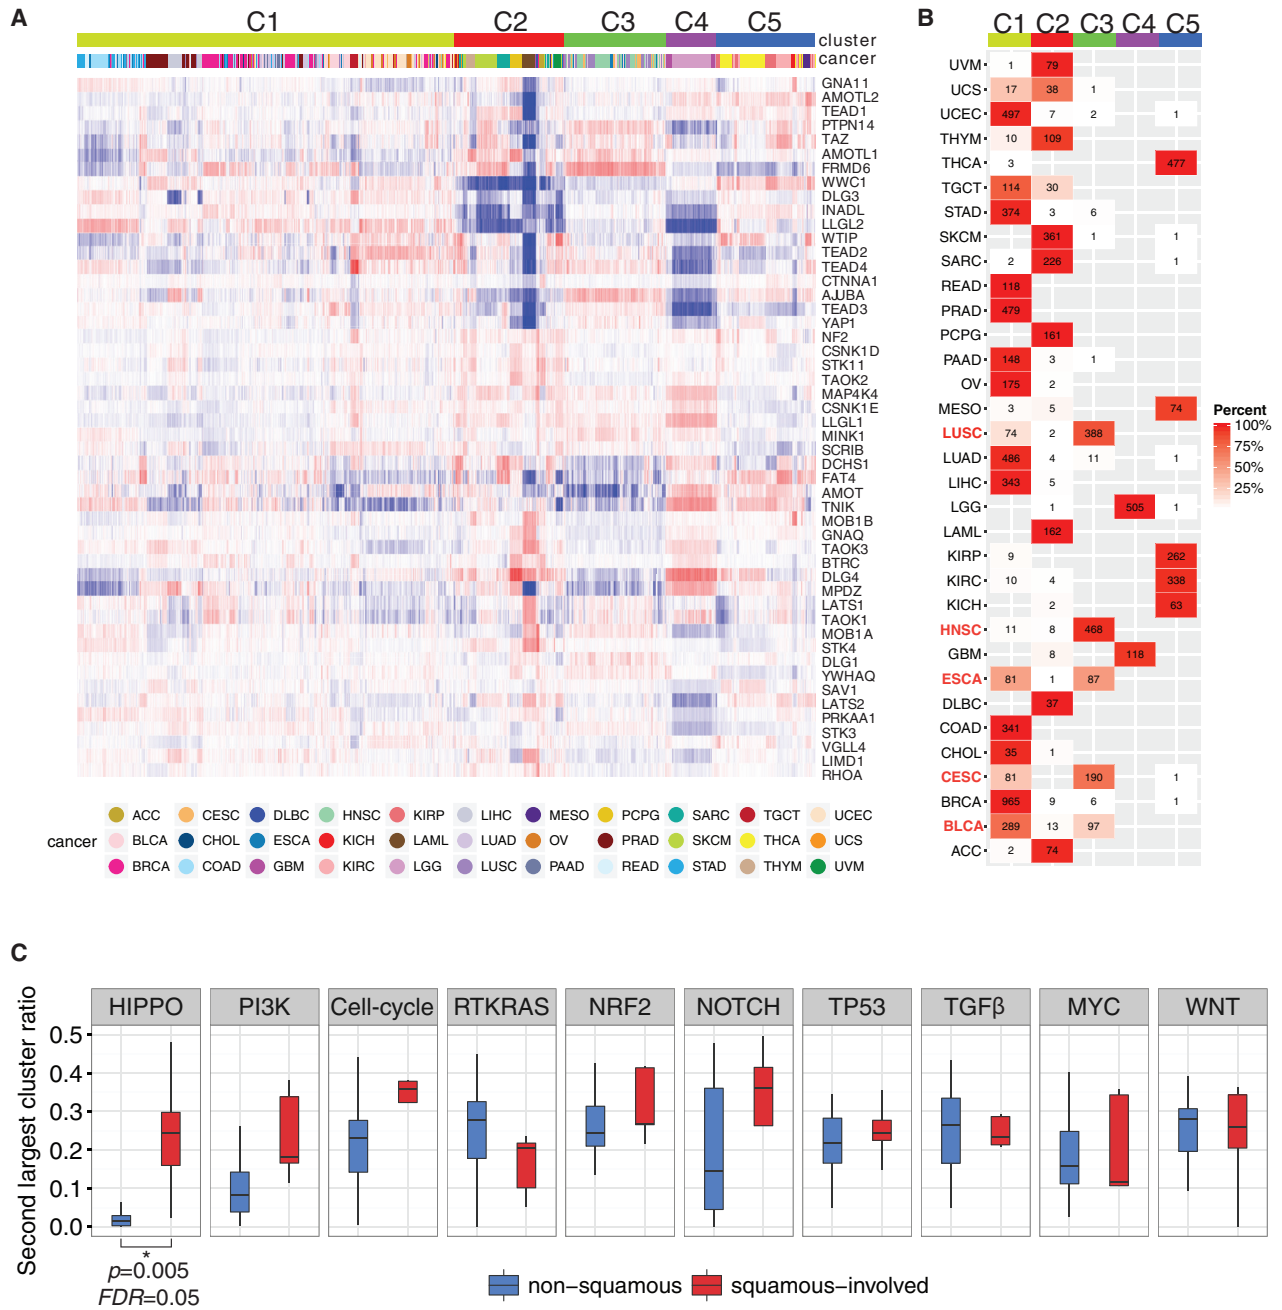 A
C1 C2 C3 C4 C5
cluster
cancer
GNA11
AMOTL2
TEAD1
PTPN14
TAZ
AMOTL1
FRMD6
WWC1
DLG3
INADL
LLGL2
WTIP
TEAD2
TEAD4
CTNNA1
AJUBA
TEAD3
YAP1
NF2
CSNK1D
STK11
TAOK2
MAP4K4
CSNK1E
LLGL1
MINK1
SCRIB
DCHS1
FAT4
AMOT
TNIK
MOB1B
GNAQ
TAOK3
BTRC
DLG4
MPDZ
LATS1
TAOK1
MOB1A
STK4
DLG1
YWHAQ
SAV1
LATS2
PRKAA1
STK3
VGLL4
LIMD1
RHOA
cancer
ACC CESC DLBC HNSC KIRP LIHC MESO PCPG SARC TGCT UCEC
BLCA CHOL ESCA KICH LAML LUAD OV PRAD SKCM THCA UCS
BRCA COAD GBM KIRC LGG LUSC PAAD READ STAD THYM UVM
B
C1 C2 C3 C4 C5
UVM 1 79
UCS 17 38 1
UCEC 497 7 2 1
THYM 10 109
THCA 3 477
TGCT 114 30
STAD 374 3 6
SKCM 361 1 1
SARC 2 226 1
READ 118
PRAD 479
PCPG 161
PAAD 148 3 1
OV 175 2
MESO 3 5 74
LUSC 74 2 388
LUAD 486 4 11 1
LIHC 343 5
LGG 1 505 1
LAML 162
KIRP 9 262
KIRC 10 4 338
KICH 2 63
HNSC 11 8 468
GBM 8 118
ESCA 81 1 87
DLBC 37
COAD 341
CHOL 35 1
CESC 81 190 1
BRCA 965 9 6 1
BLCA 289 13 97
ACC 2 74
Percent
100%
75%
50%
25%
C
HIPPO PI3K Cell-cycle RTKRAS NRF2 NOTCH TP53 TGFβ MYC WNT
Second largest cluster ratio
0.5
0.4
0.3
0.2
0.1
0.0
*
p=0.005
FDR=0.05
non-squamous squamous-involved